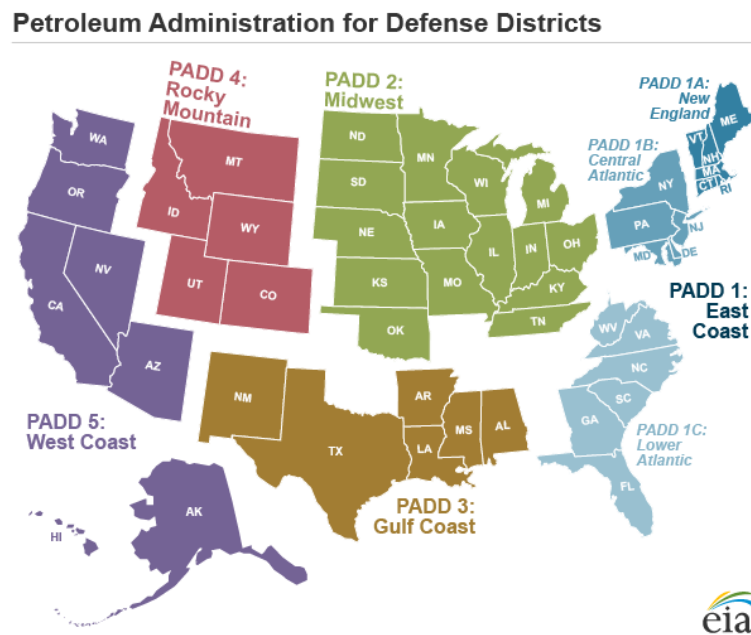 Petroleum Administration for Defense Districts
PADD 4:
Rocky
Mountain
PADD 2:
Midwest
PADD 1A:
New
England
PADD 1B:
Central
Atlantic
PADD 1:
East
Coast
PADD 1C:
Lower
Atlantic
PADD 5:
West Coast
PADD 3:
Gulf Coast
WA
OR
CA
NV
AZ
AK
HI
MT
ID
WY
UT
CO
ND
SD
NE
KS
OK
MN
IA
MO
WI
IL
MI
IN
OH
KY
TN
NM
TX
AR
LA
MS
AL
ME
VT
NH
MA
CT
RI
NY
PA
NJ
MD
DE
WV
VA
NC
SC
GA
FL
eia